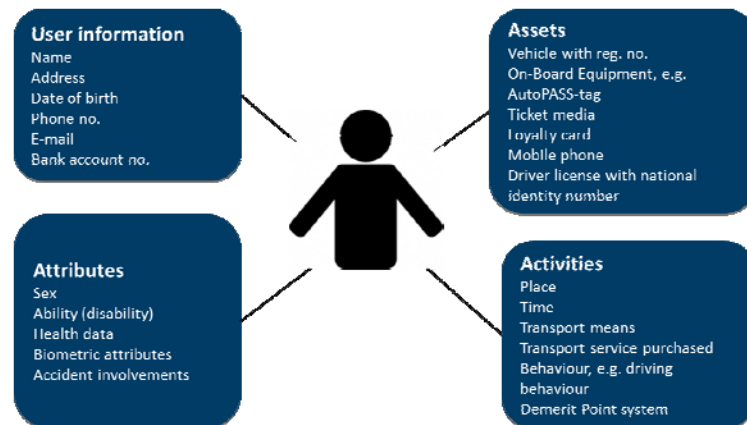 User information
Name
Address
Date of birth
Phone no.
E-mail
Bank account no.
Assets
Vehicle with reg. no.
On-Board Equipment, e.g.
AutoPASS-tag
Ticket media
Loyalty card
Mobile phone
Driver license with national
identity number
Attributes
Sex
Ability (disability)
Health data
Biometric attributes
Accident involvements
Activities
Place
Time
Transport means
Transport service purchased
Behaviour, e.g. driving
behaviour
Demerit Point system